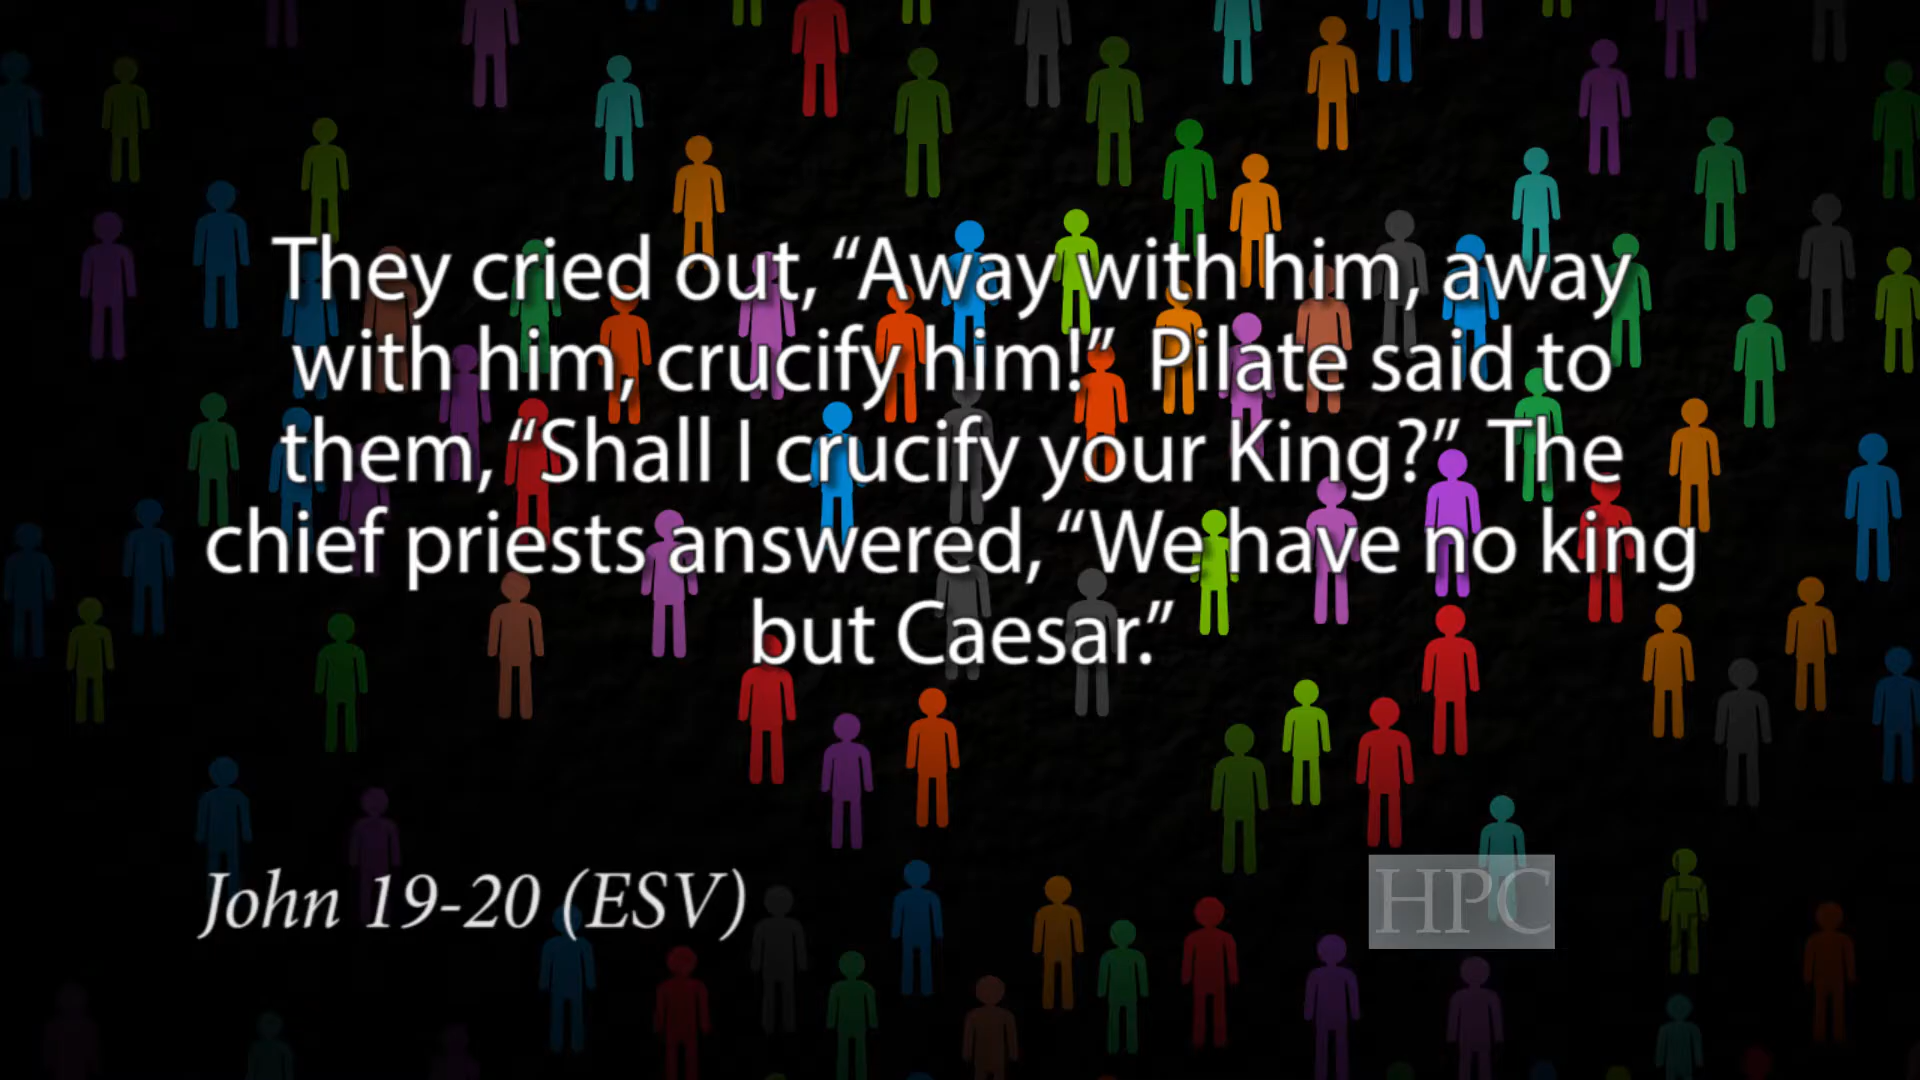 They cried out, “Away with him, away
with him, crucify him!”  Pilate said to
them, “Shall I crucify your King?”  The
chief priests answered, “We have no king
but Caesar.”
John 19-20 (ESV)
HPC